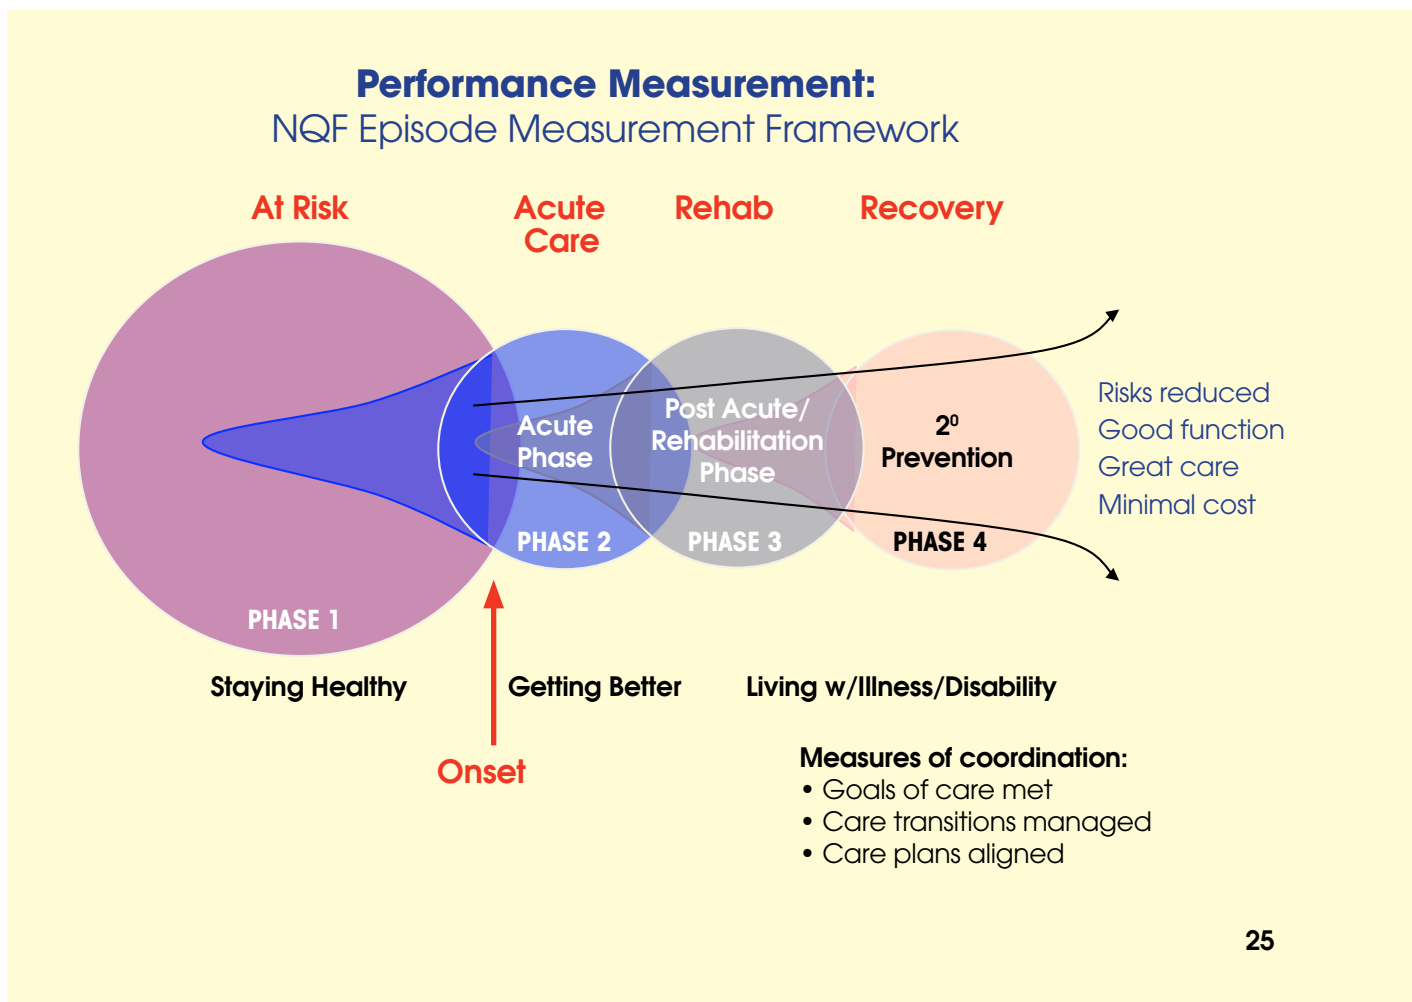 Performance Measurement:
NQF Episode Measurement Framework
At Risk
Acute
Care
Rehab
Recovery
Acute
Phase
Post Acute/
Rehabilitation
Phase
2⁰
Prevention
Risks reduced
Good function
Great care
Minimal cost
PHASE 1
PHASE 2
PHASE 3
PHASE 4
Staying Healthy
Getting Better
Living w/Illness/Disability
Onset
Measures of coordination:
• Goals of care met
• Care transitions managed
• Care plans aligned
25